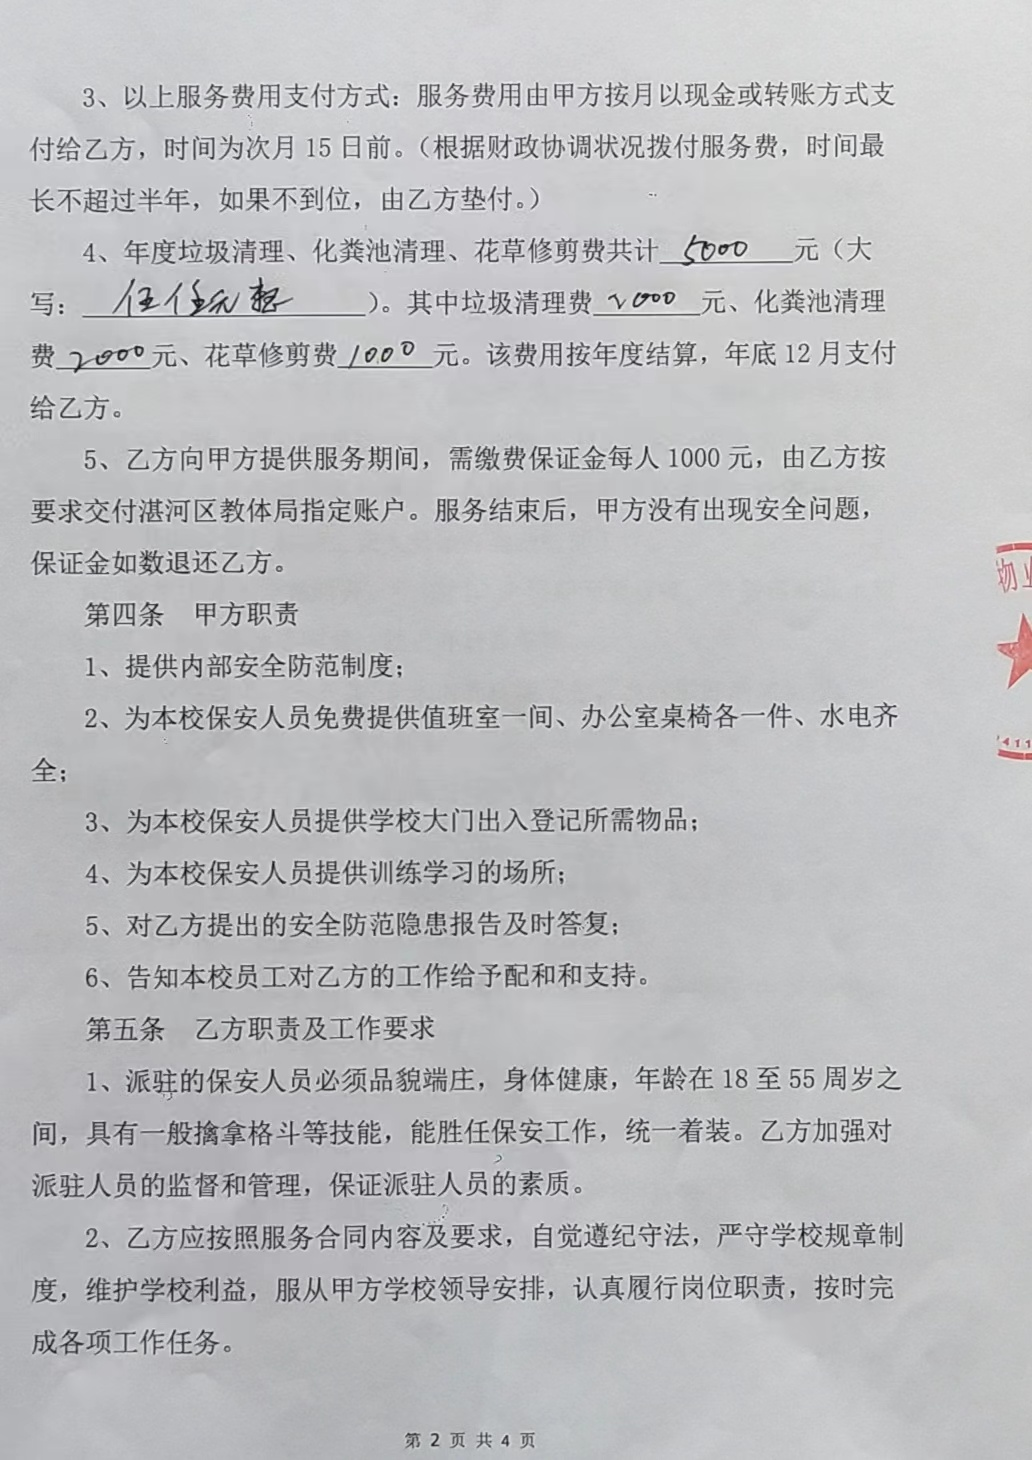 3、以上服务费用支付方式：服务费用由甲方按月以现金或转账方式支
付给乙方，时间为次月15日前。（根据财政协调状况拨付服务费，时间最
长不超过半年，如果不到位，由乙方垫付。）
4、年度垃圾清理、化粪池清理、花草修剪费共计 5000 元（大
写： 伍仟元整 ）。其中垃圾清理费 2000 元、化粪池清理
费 2000 元、花草修剪费 1000 元。该费用按年度结算，年底12月支付
给乙方。
5、乙方向甲方提供服务期间，需缴费保证金每人1000元，由乙方按
要求交付湛河区教体局指定账户。服务结束后，甲方没有出现安全问题，
保证金如数退还乙方。
物业
411
第四条 甲方职责
1、提供内部安全防范制度；
2、为本校保安人员免费提供值班室一间、办公室桌椅各一件、水电齐
全；
3、为本校保安人员提供学校大门出入登记所需物品；
4、为本校保安人员提供训练学习的场所；
5、对乙方提出的安全防范隐患报告及时答复；
6、告知本校员工对乙方的工作给予配和和支持。
第五条 乙方职责及工作要求
1、派驻的保安人员必须品貌端庄，身体健康，年龄在18至55周岁之
间，具有一般擒拿格斗等技能，能胜任保安工作，统一着装。乙方加强对
派驻人员的监督和管理，保证派驻人员的素质。
2、乙方应按照服务合同内容及要求，自觉遵纪守法，严守学校规章制
度，维护学校利益，服从甲方学校领导安排，认真履行岗位职责，按时完
成各项工作任务。
第 2 页 共 4 页